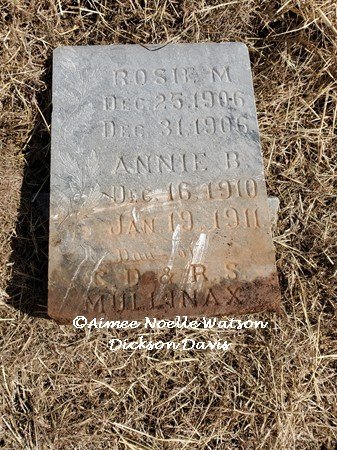 ROSIE M.
DEC. 25, 1906
DEC. 31, 1906
ANNIE B.
DEC. 16, 1910
JAN. 19, 1911
& R. S.
MULLINAX
©Aimee Noelle Watson
Dickson Davis